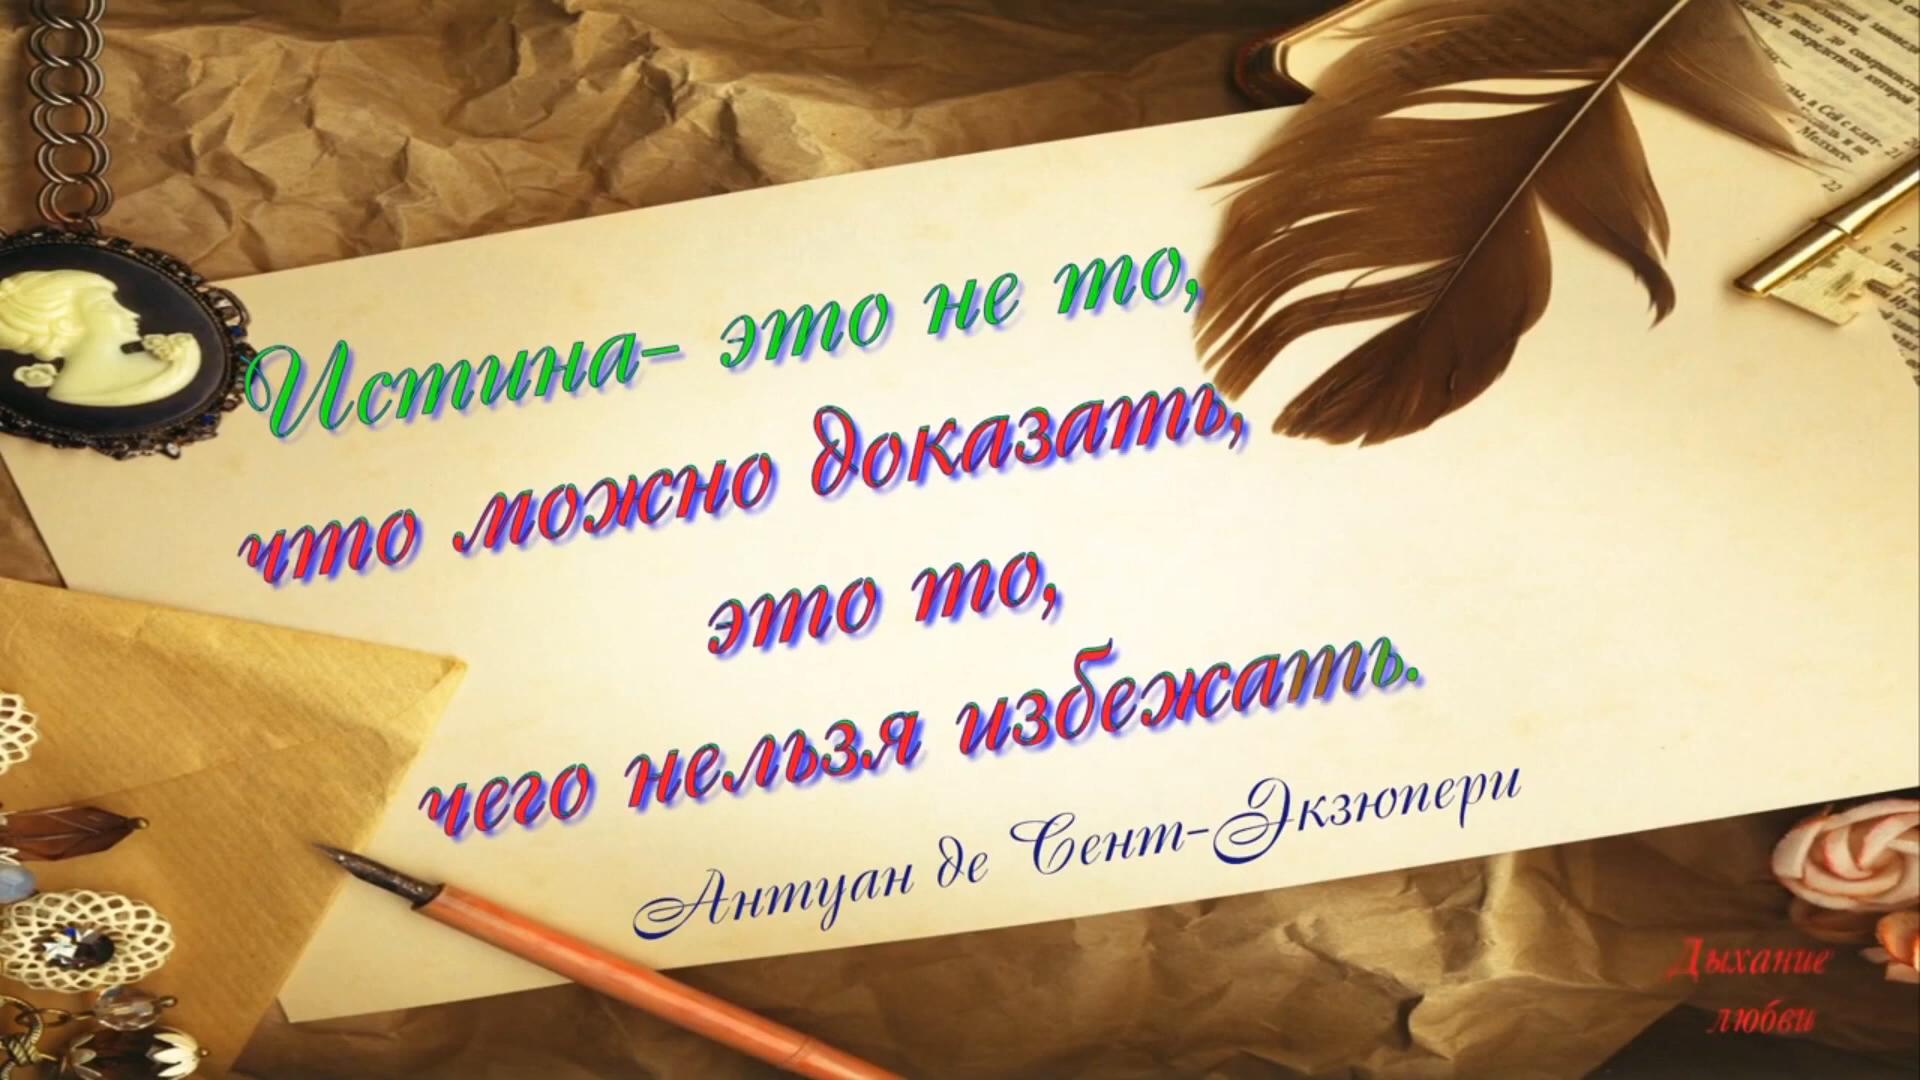 Истина- это не то,
что можно доказать,
это то,
чего нельзя избежать.
Антуан де Сент-Экзюпери
Дыхание
любви